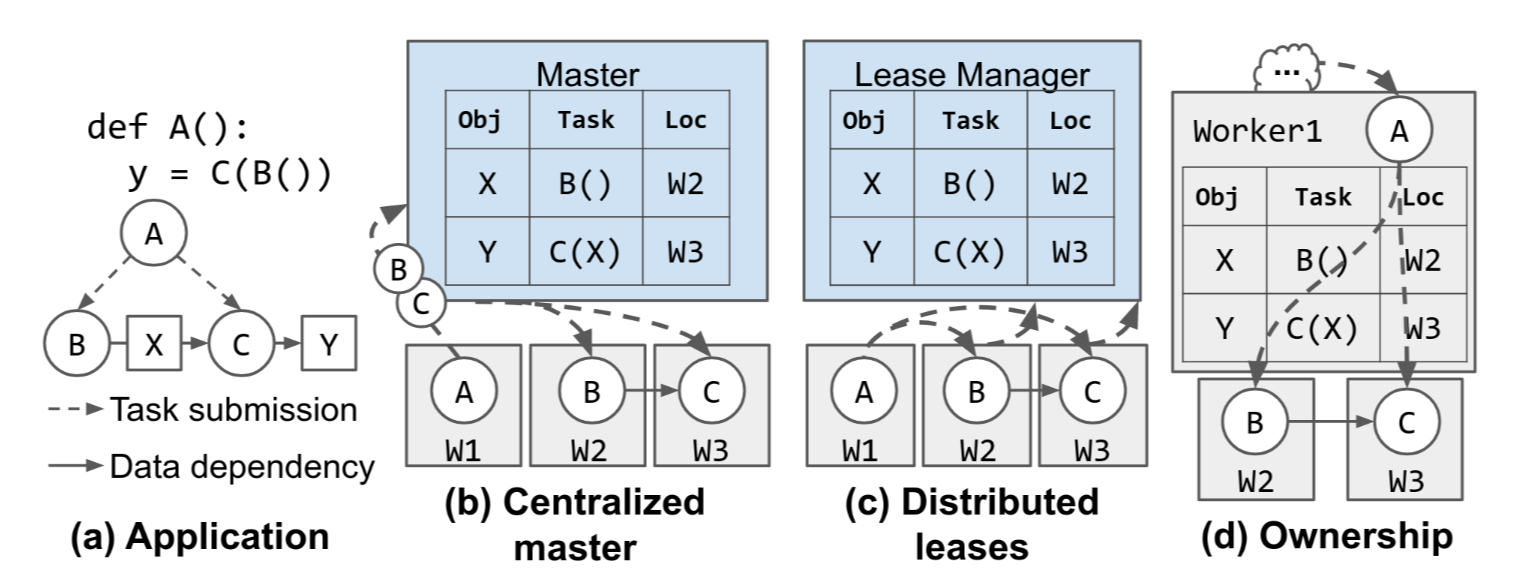 def A():
y = C(B())
A
B
X
C
Y
Task submission
Data dependency
(a) Application
Master
Obj Task Loc
X B() W2
Y C(X) W3
B
C
A
B
C
W1
W2
W3
(b) Centralized
master
Lease Manager
Obj Task Loc
X B() W2
Y C(X) W3
A
B
C
W1
W2
W3
(c) Distributed
leases
...
Worker1
A
Obj Task Loc
X B() W2
Y C(X) W3
B
C
W2
W3
(d) Ownership